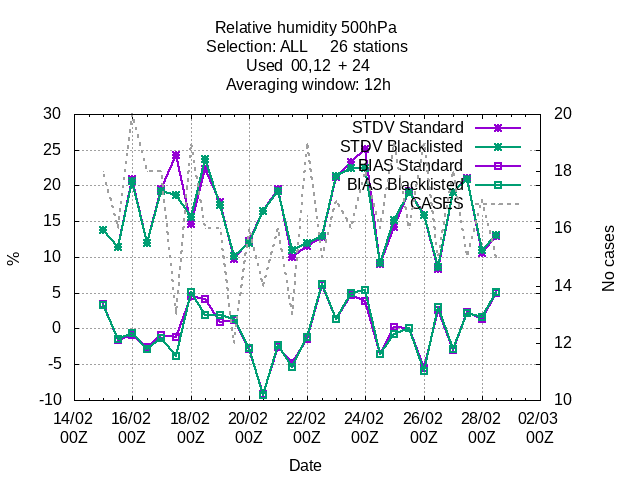 Relative humidity 500hPa
Selection: ALL     26 stations
Used  00,12  + 24
Averaging window: 12h
STDV Standard
STDV Blacklisted
BIAS Standard
BIAS Blacklisted
CASES
30
25
20
15
10
5
0
-5
-10
%
20
18
16
14
12
10
No cases
14/02 16/02 18/02 20/02 22/02 24/02 26/02 28/02 02/03
00Z 00Z 00Z 00Z 00Z 00Z 00Z 00Z 00Z
Date